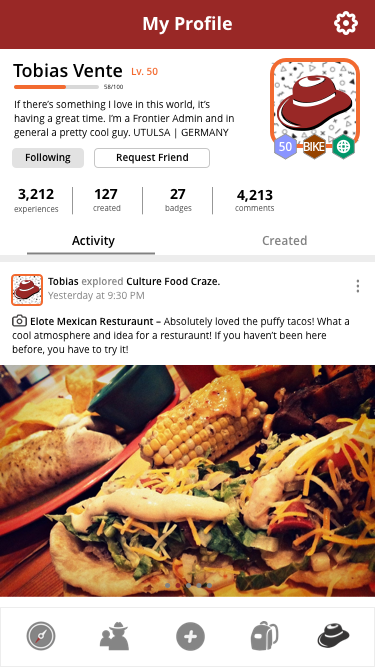 My Profile
Tobias Vente Lv. 50
58/100
If there's something I love in this world, it's
having a great time. I'm a Frontier Admin and in
general a pretty cool guy. UTULSA | GERMANY
50 BIKE
Following Request Friend
3,212 127 27 4,213
experiences created badges comments
Activity Created
Tobias explored Culture Food Craze.
Yesterday at 9:30 PM
Elote Mexican Resturaunt – Absolutely loved the puffy tacos! What a
cool atmosphere and idea for a resturaunt! If you haven't been here
before, you have to try it!